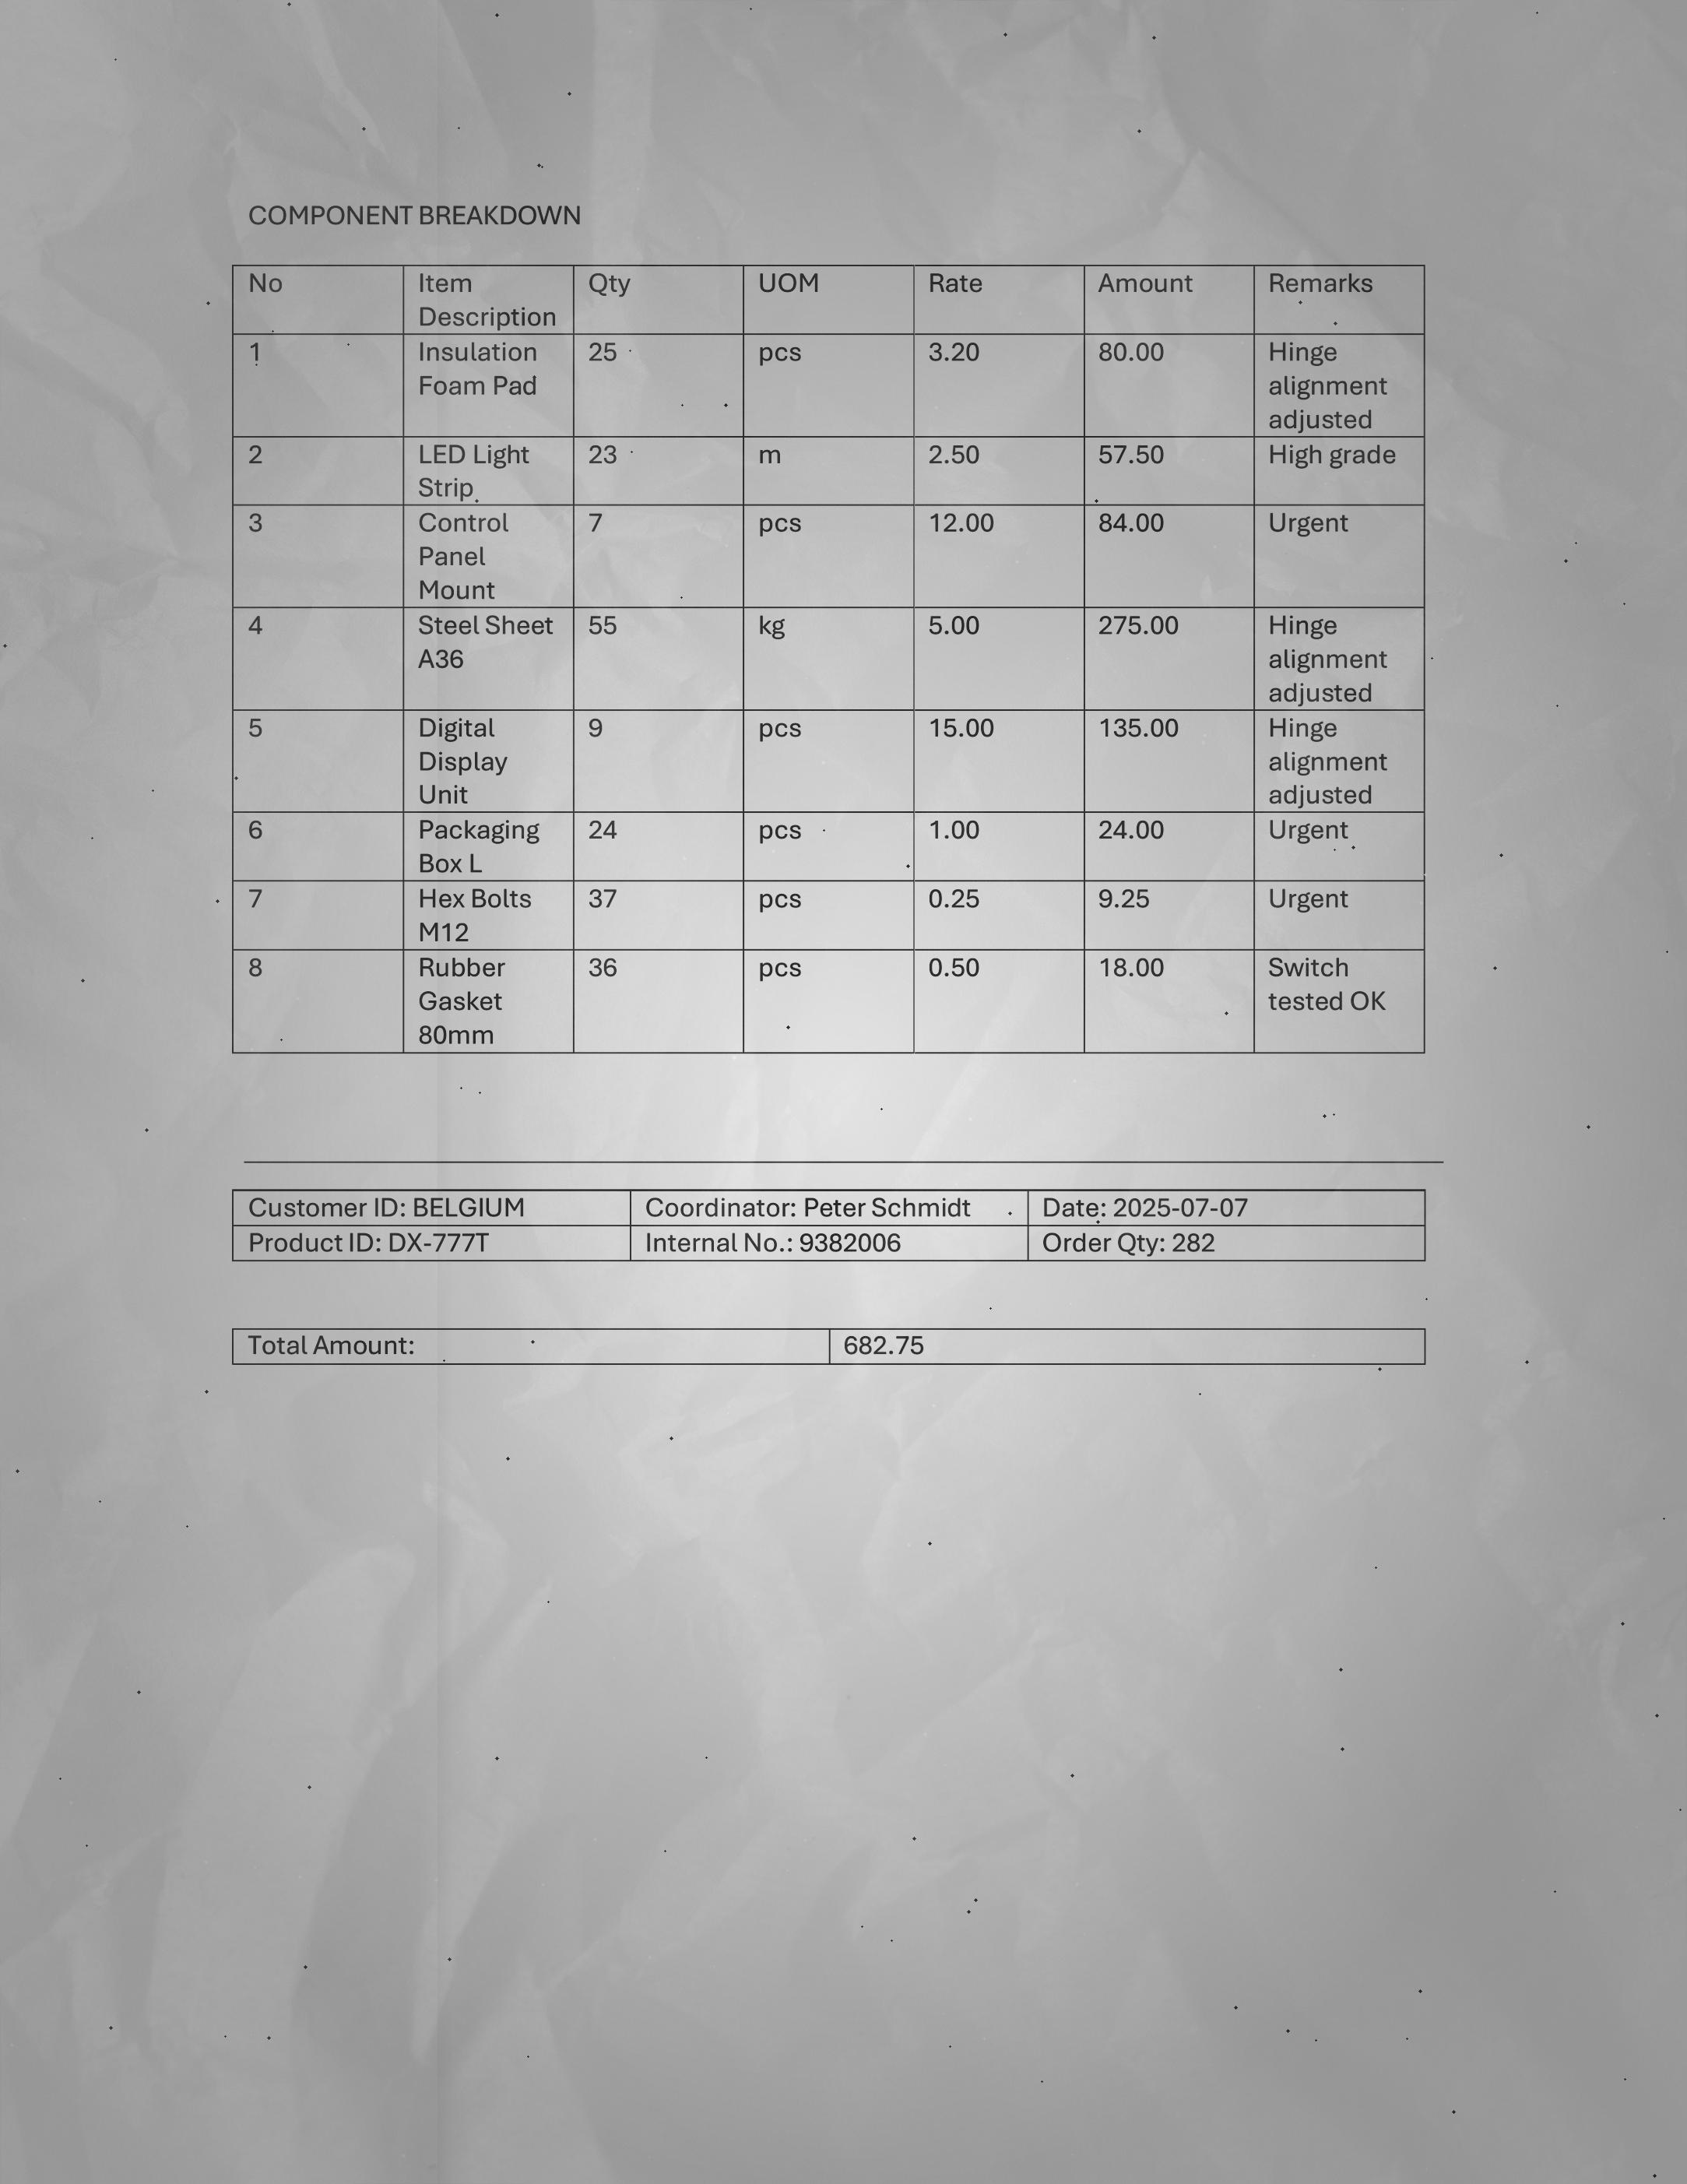 COMPONENT BREAKDOWN
No Item Description Qty UOM Rate Amount Remarks
1 Insulation Foam Pad 25 pcs 3.20 80.00 Hinge alignment adjusted
2 LED Light Strip 23 m 2.50 57.50 High grade
3 Control Panel Mount 7 pcs 12.00 84.00 Urgent
4 Steel Sheet A36 55 kg 5.00 275.00 Hinge alignment adjusted
5 Digital Display Unit 9 pcs 15.00 135.00 Hinge alignment adjusted
6 Packaging Box L 24 pcs 1.00 24.00 Urgent
7 Hex Bolts M12 37 pcs 0.25 9.25 Urgent
8 Rubber Gasket 80mm 36 pcs 0.50 18.00 Switch tested OK
Customer ID: BELGIUM Coordinator: Peter Schmidt Date: 2025-07-07
Product ID: DX-777T Internal No.: 9382006 Order Qty: 282
Total Amount: 682.75